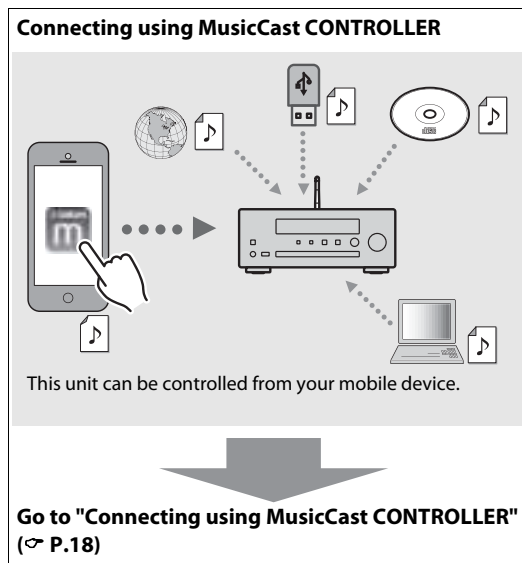 Connecting using MusicCast CONTROLLER
m
This unit can be controlled from your mobile device.
Go to "Connecting using MusicCast CONTROLLER"
(☞ P.18)